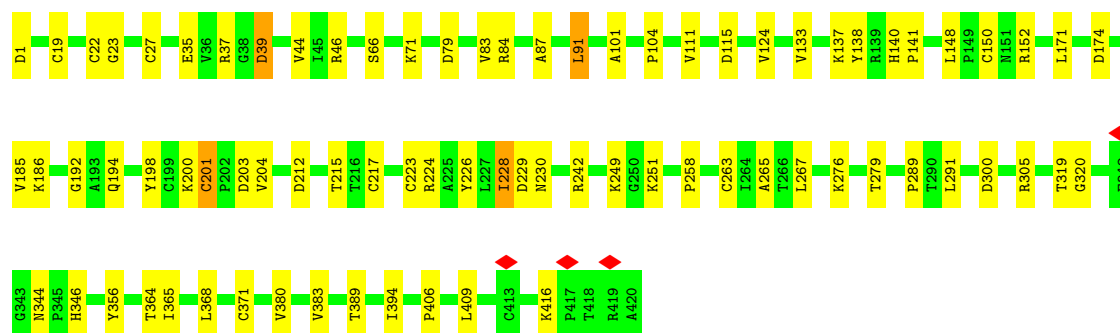 D1 C19 C22 G23 C27 E35 V36 R37 G38 D39 V44 I45 R46 S66 K71 D79 V83 R84 A87 L91 A101 P104 V111 D115 V124 V133 K137 Y138 R139 H140 P141 L148 P149 C150 N151 R152 L171 D174
V185 K186 G192 A193 Q194 Y198 C199 K200 C201 P202 D203 V204 D212 T215 T216 C217 C223 R224 A225 Y226 L227 I228 D229 N230 R242 K249 G250 K251 P258 C263 I264 A265 T266 L267 K276 T279 P289 T290 L291 D300 R305 T319 G320
G343 N344 P345 H346 Y356 T364 I365 L368 C371 V380 V383 T389 I394 P406 L409 C413 K416 P417 T418 R419 A420